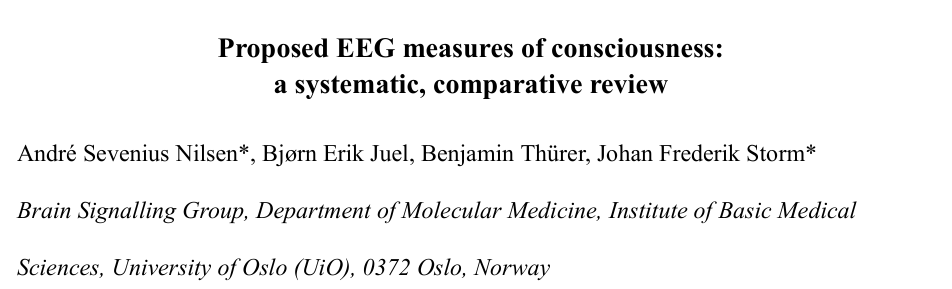 Proposed EEG measures of consciousness:
a systematic, comparative review
André Sevenius Nilsen*, Bjørn Erik Juel, Benjamin Thürer, Johan Frederik Storm*
Brain Signalling Group, Department of Molecular Medicine, Institute of Basic Medical
Sciences, University of Oslo (UiO), 0372 Oslo, Norway